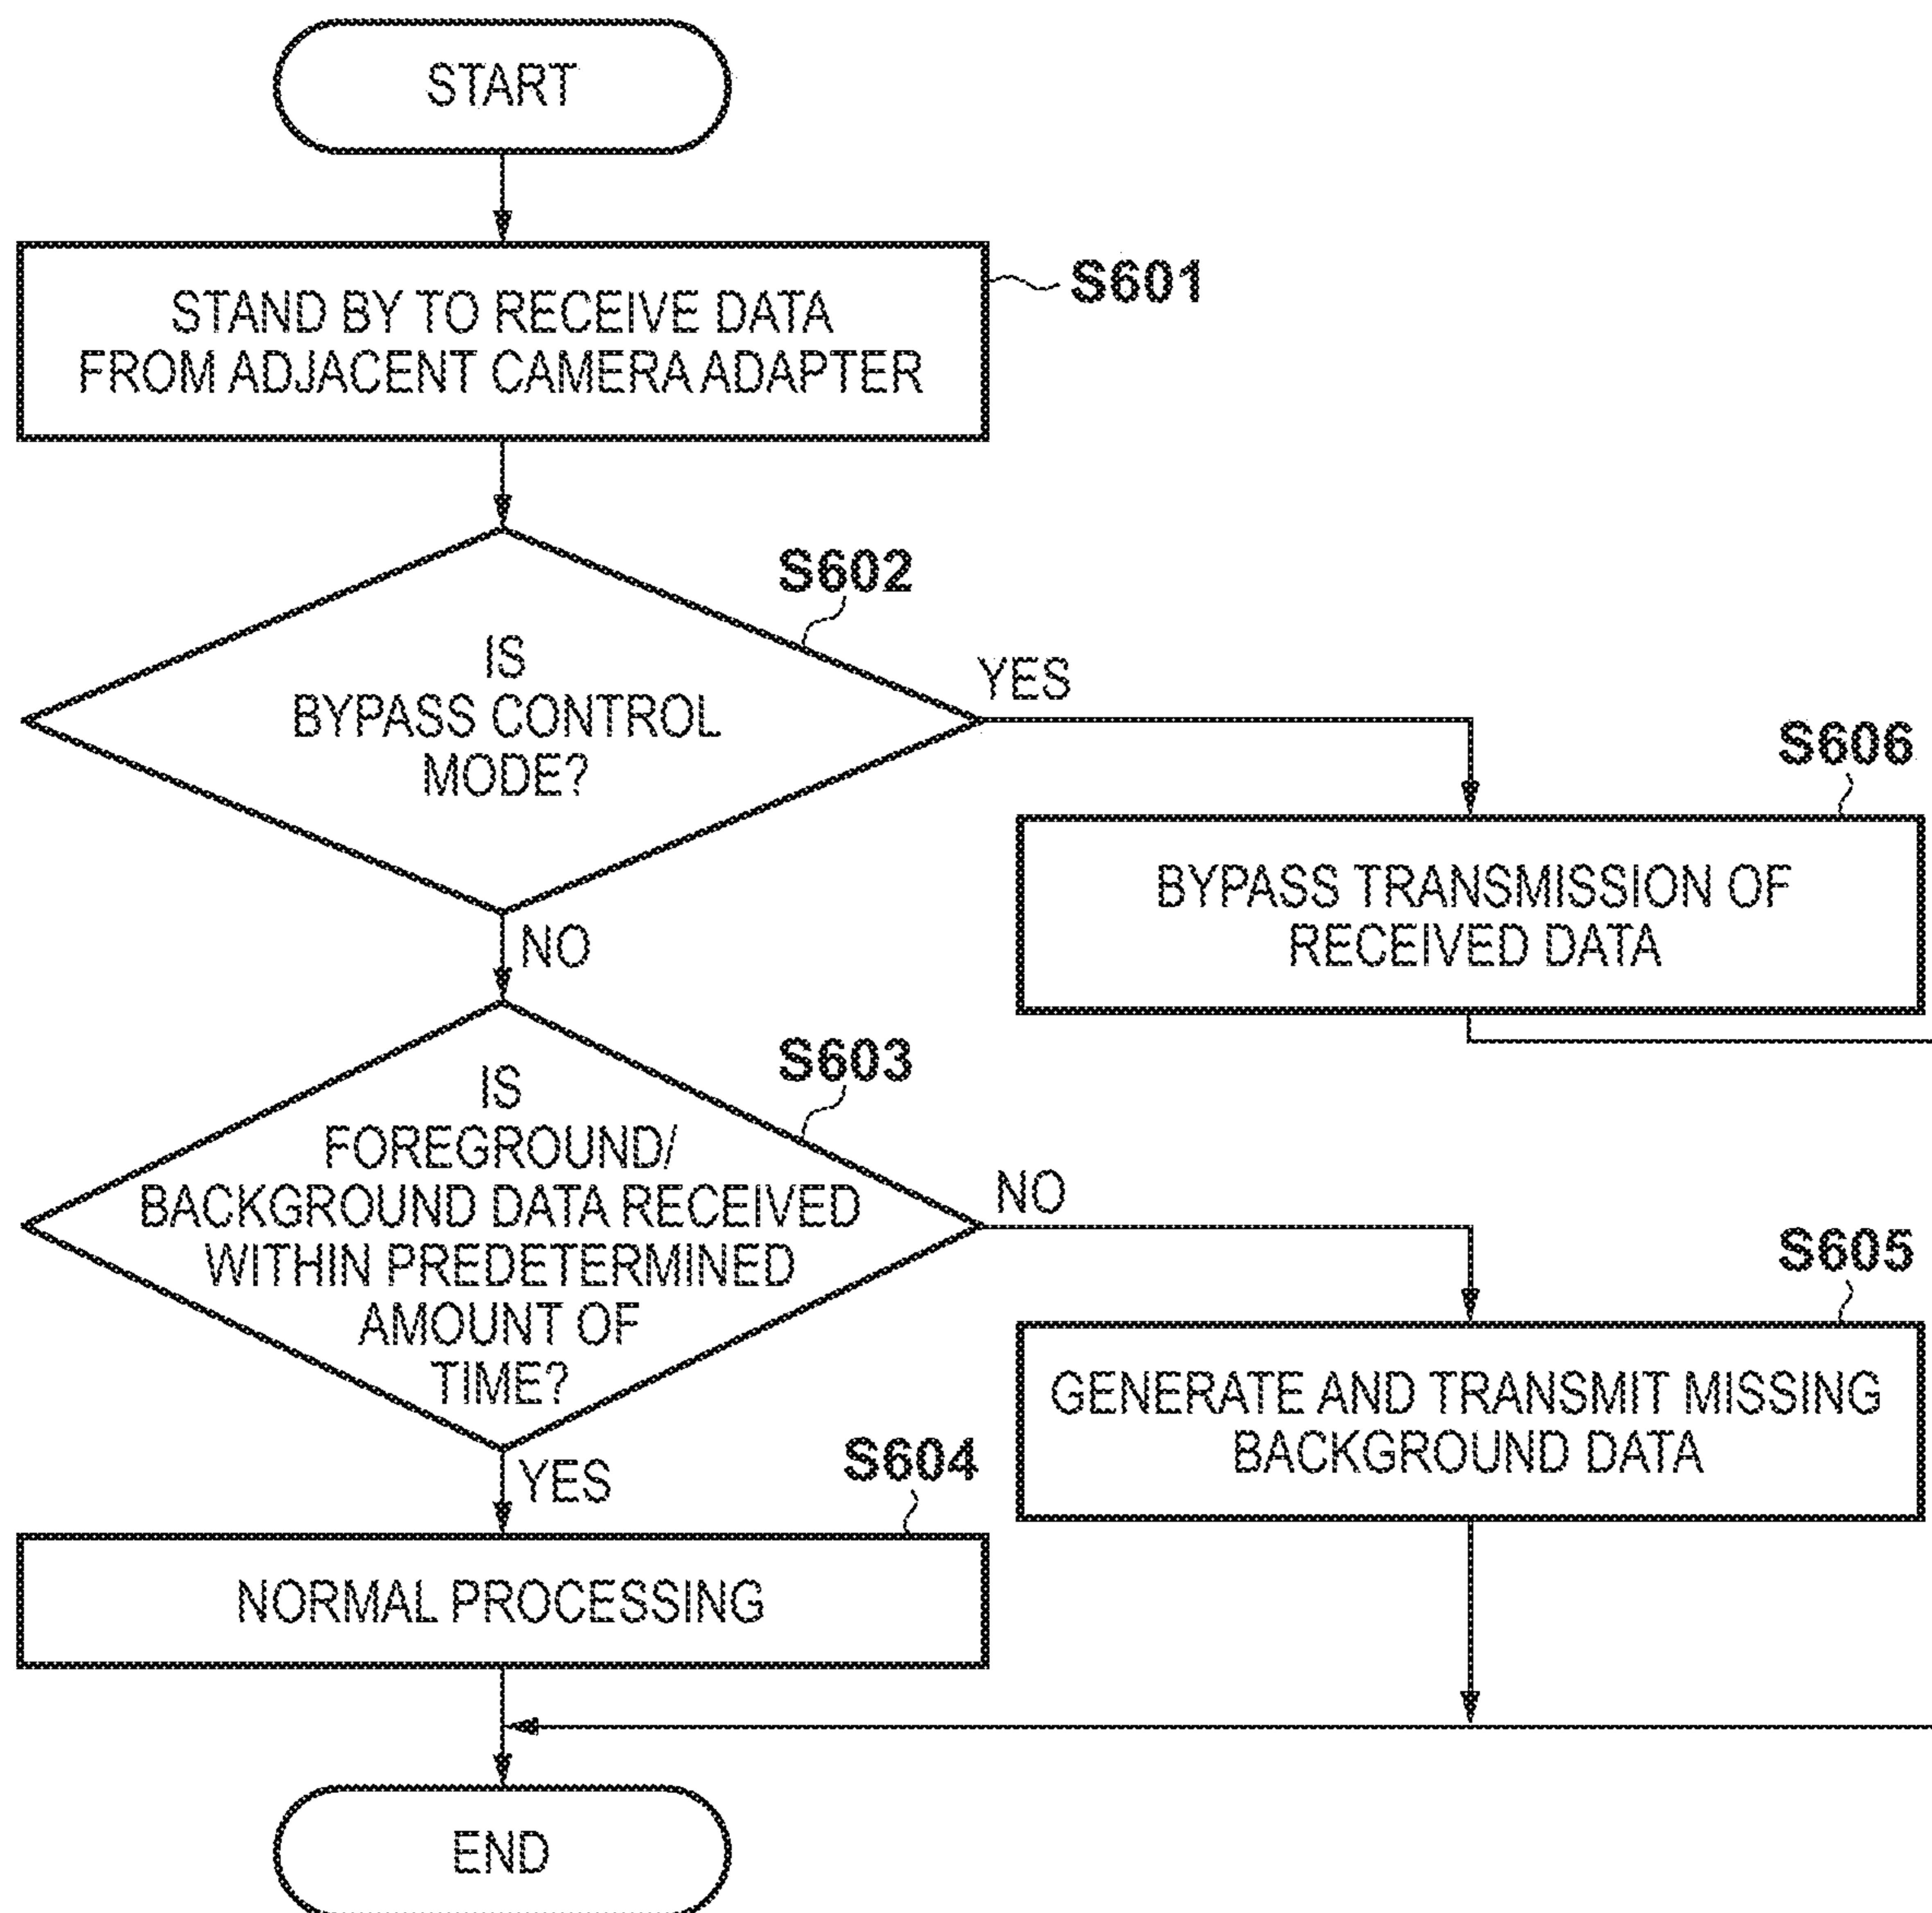 START
STAND BY TO RECEIVE DATA
FROM ADJACENT CAMERA ADAPTER
S601
S602
IS
BYPASS CONTROL
MODE?
YES
NO
S606
BYPASS TRANSMISSION OF
RECEIVED DATA
S603
IS
FOREGROUND/
BACKGROUND DATA RECEIVED
WITHIN PREDETERMINED
AMOUNT OF
TIME?
NO
YES
S605
GENERATE AND TRANSMIT MISSING
BACKGROUND DATA
S604
NORMAL PROCESSING
END